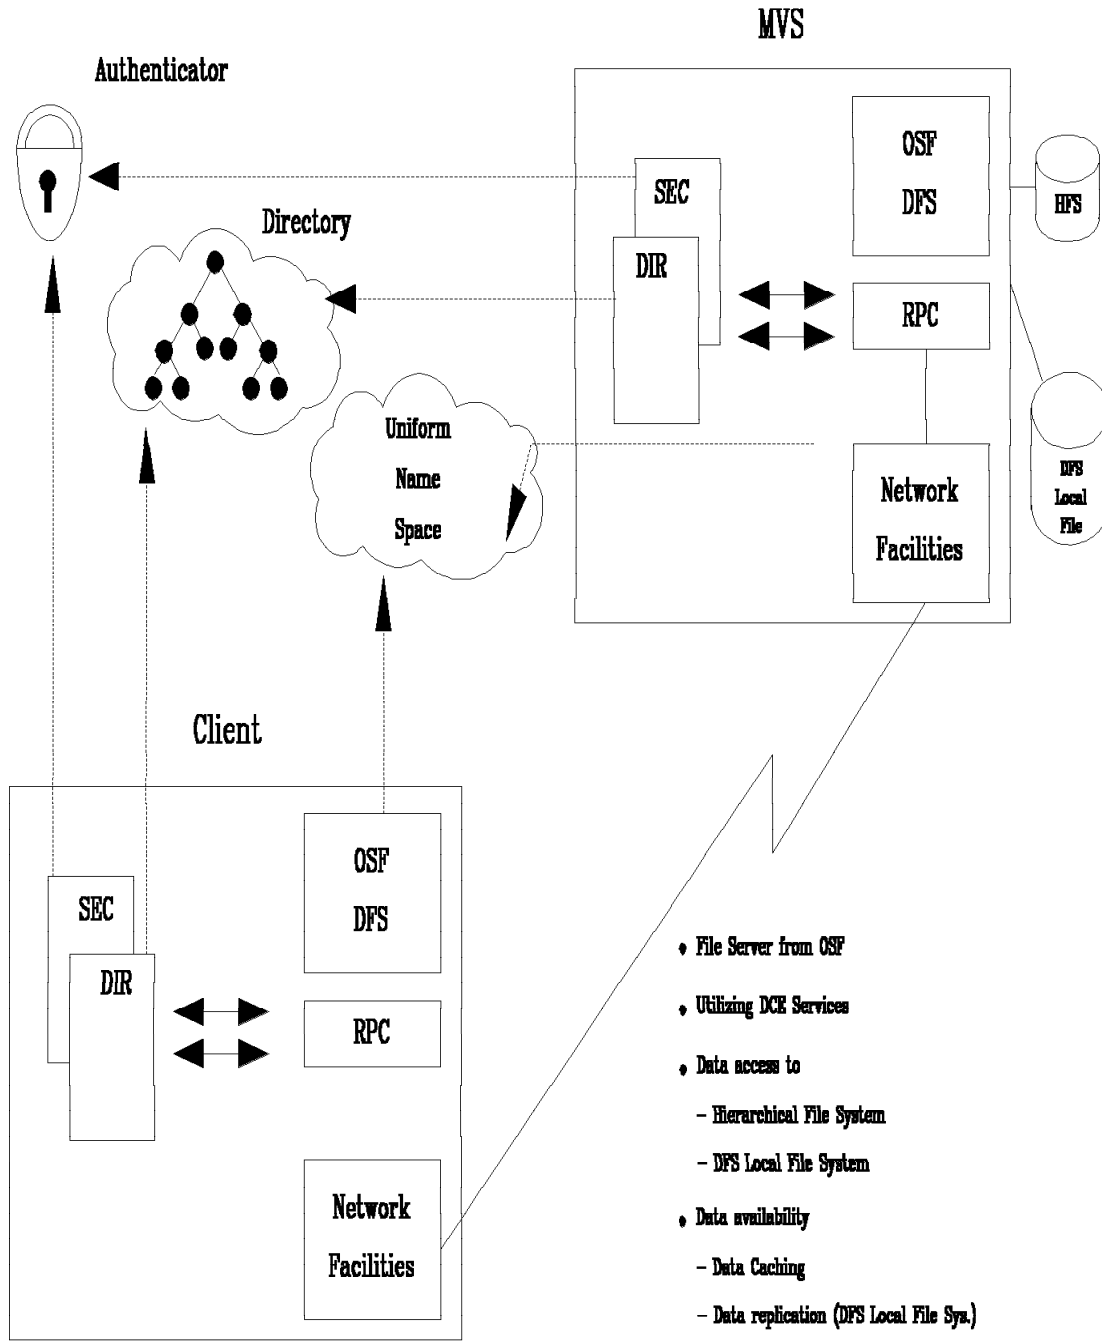 MVS
Authenticator
OSF
DFS
SEC
HFS
Directory
DIR
RPC
Uniform
Name
Space
DFS
Local
File
Network
Facilities
Client
OSF
DFS
SEC
DIR
RPC
Network
Facilities
• File Server from OSF
• Utilizing DCE Services
• Data access to
– Hierarchical File System
– DFS Local File System
• Data availability
– Data Caching
– Data replication (DFS Local File Sys.)